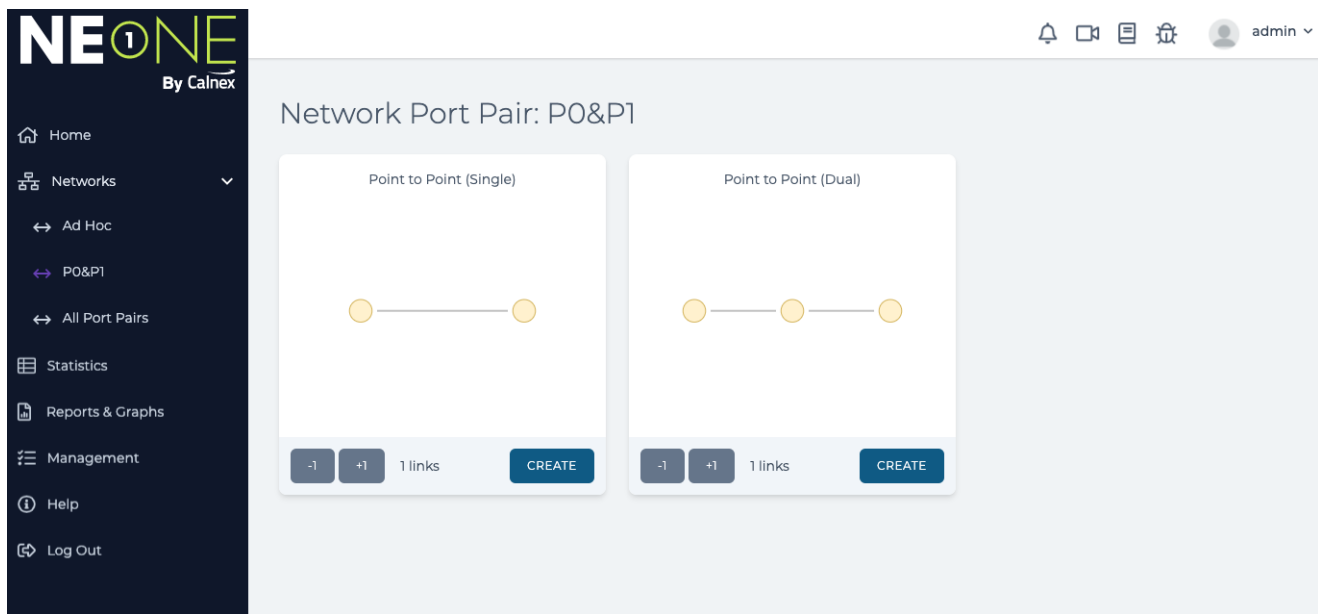 NE1NE
By Calnex
admin
Home
Networks
Ad Hoc
P0&P1
All Port Pairs
Statistics
Reports & Graphs
Management
Help
Log Out
Network Port Pair: P0&P1
Point to Point (Single)
-1 +1 1 links CREATE
Point to Point (Dual)
-1 +1 1 links CREATE